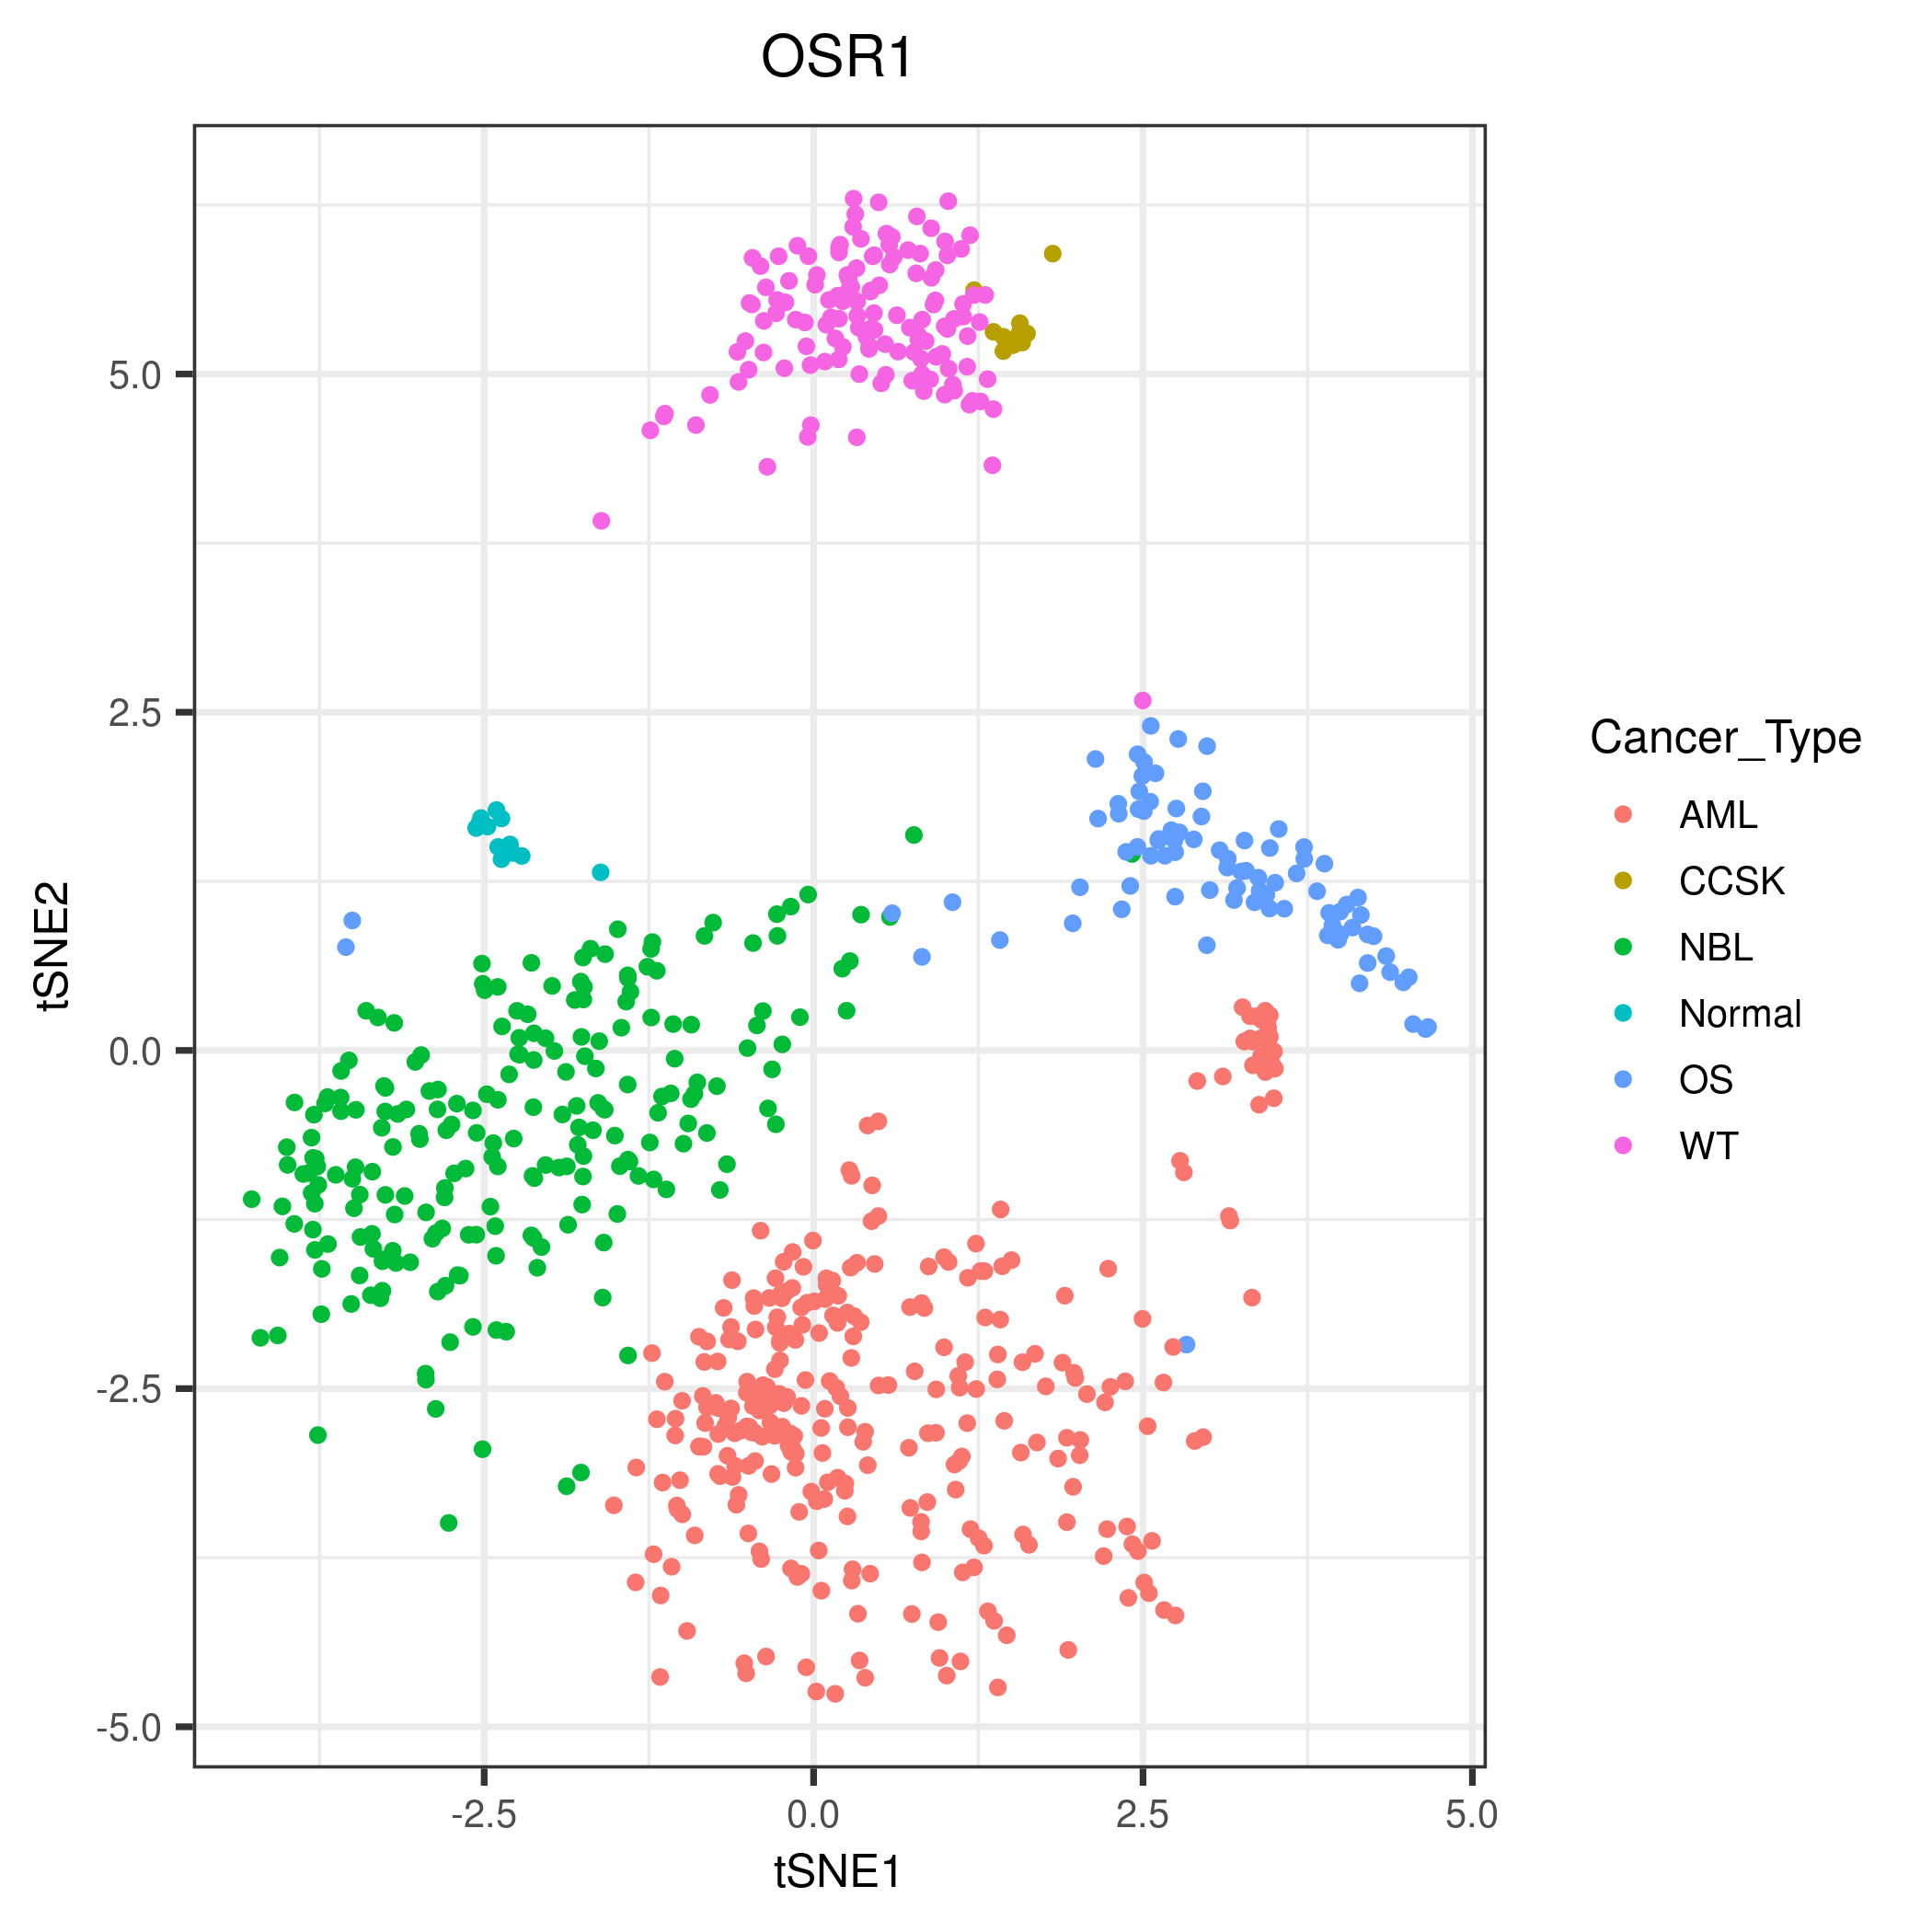 OSR1
5.0
2.5
0.0
-2.5
-5.0
tSNE2
-2.5 0.0 2.5 5.0
tSNE1
Cancer_Type
AML
CCSK
NBL
Normal
OS
WT